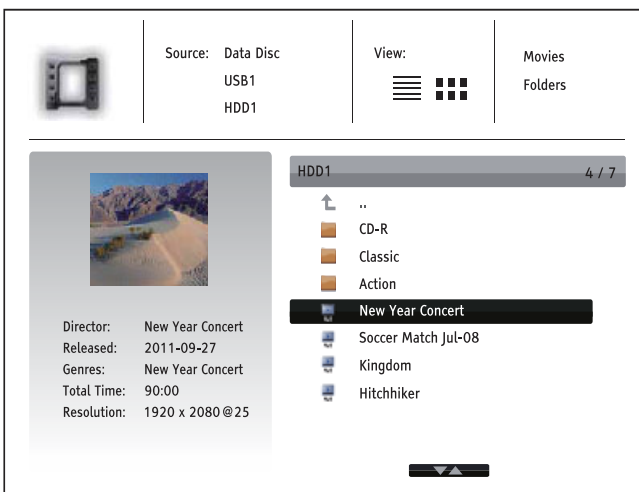 Source: Data Disc
USB1
HDD1
View:
Movies
Folders
Director: New Year Concert
Released: 2011-09-27
Genres: New Year Concert
Total Time: 90:00
Resolution: 1920 x 2080@25
HDD1 4 / 7
..
CD-R
Classic
Action
New Year Concert
Soccer Match Jul-08
Kingdom
Hitchhiker